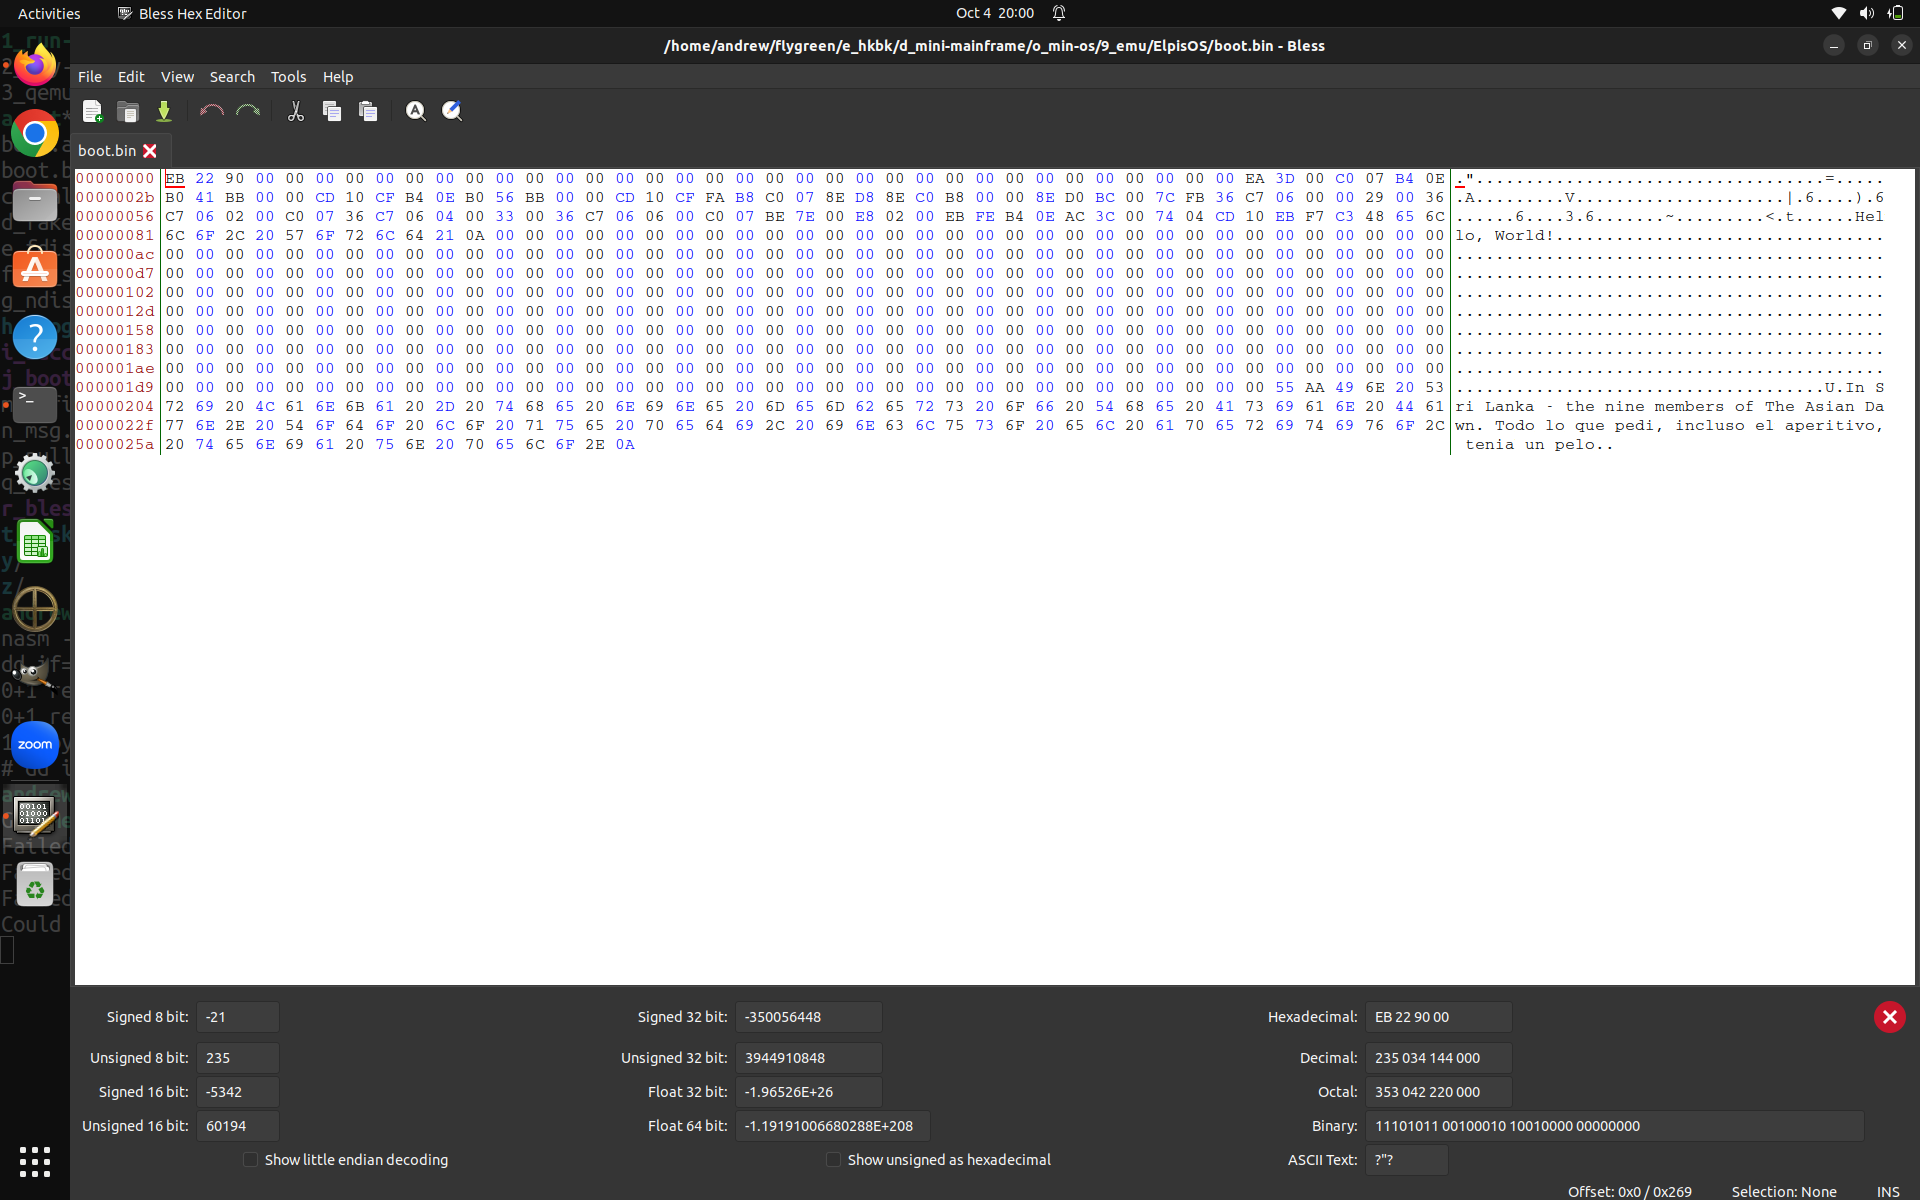 Activities
Bless Hex Editor
Oct 4 20:00
/home/andrew/flygreen/e_hkbk/d_mini-mainframe/o_min-os/9_emu/ElpisOS/boot.bin - Bless
File Edit View Search Tools Help
boot.bin
00000000 EB 22 90 00 00 00 00 00 00 00 00 00 00 00 00 00 00 00 00 00 00 00 00 00 00 00 00 00 00 00 00 00 00 00 00 00 EA 3D 00 C0 07 B4 0E ."...................................=.....
0000002b B0 41 BB 00 00 CD 10 CF B4 0E B0 56 BB 00 00 CD 10 CF FA B8 C0 07 8E D8 8E C0 B8 00 00 8E D0 BC 00 7C FB 36 C7 06 00 00 29 00 36 .A.........V.....................|.6....).6
00000056 C7 06 02 00 C0 07 36 C7 06 04 00 33 00 36 C7 06 06 00 C0 07 BE 7E 00 E8 02 00 EB FE B4 0E AC 3C 00 74 04 CD 10 EB F7 C3 48 65 6C ......6....3.6.......~.........<.t......Hel
00000081 6C 6F 2C 20 57 6F 72 6C 64 21 0A 00 00 00 00 00 00 00 00 00 00 00 00 00 00 00 00 00 00 00 00 00 00 00 00 00 00 00 00 00 00 00 00 lo, World!.................................
000000ac 00 00 00 00 00 00 00 00 00 00 00 00 00 00 00 00 00 00 00 00 00 00 00 00 00 00 00 00 00 00 00 00 00 00 00 00 00 00 00 00 00 00 00 ...........................................
000000d7 00 00 00 00 00 00 00 00 00 00 00 00 00 00 00 00 00 00 00 00 00 00 00 00 00 00 00 00 00 00 00 00 00 00 00 00 00 00 00 00 00 00 00 ...........................................
00000102 00 00 00 00 00 00 00 00 00 00 00 00 00 00 00 00 00 00 00 00 00 00 00 00 00 00 00 00 00 00 00 00 00 00 00 00 00 00 00 00 00 00 00 ...........................................
0000012d 00 00 00 00 00 00 00 00 00 00 00 00 00 00 00 00 00 00 00 00 00 00 00 00 00 00 00 00 00 00 00 00 00 00 00 00 00 00 00 00 00 00 00 ...........................................
00000158 00 00 00 00 00 00 00 00 00 00 00 00 00 00 00 00 00 00 00 00 00 00 00 00 00 00 00 00 00 00 00 00 00 00 00 00 00 00 00 00 00 00 00 ...........................................
00000183 00 00 00 00 00 00 00 00 00 00 00 00 00 00 00 00 00 00 00 00 00 00 00 00 00 00 00 00 00 00 00 00 00 00 00 00 00 00 00 00 00 00 00 ...........................................
000001ae 00 00 00 00 00 00 00 00 00 00 00 00 00 00 00 00 00 00 00 00 00 00 00 00 00 00 00 00 00 00 00 00 00 00 00 00 00 00 00 00 00 00 00 ...........................................
000001d9 00 00 00 00 00 00 00 00 00 00 00 00 00 00 00 00 00 00 00 00 00 00 00 00 00 00 00 00 00 00 00 00 00 00 00 00 00 55 AA 49 6E 20 53 .....................................U.In S
00000204 72 69 20 4C 61 6E 6B 61 20 2D 20 74 68 65 20 6E 69 6E 65 20 6D 65 6D 62 65 72 73 20 6F 66 20 54 68 65 20 41 73 69 61 6E 20 44 61 ri Lanka - the nine members of The Asian Da
0000022f 77 6E 2E 20 54 6F 64 6F 20 6C 6F 20 71 75 65 20 70 65 64 69 2C 20 69 6E 63 6C 75 73 6F 20 65 6C 20 61 70 65 72 69 74 69 76 6F 2C wn. Todo lo que pedi, incluso el aperitivo,
0000025a 20 74 65 6E 69 61 20 75 6E 20 70 65 6C 6F 2E 0A  tenia un pelo..
zoom
Signed 8 bit: -21 Signed 32 bit: -350056448 Hexadecimal: EB 22 90 00
Unsigned 8 bit: 235 Unsigned 32 bit: 3944910848 Decimal: 235 034 144 000
Signed 16 bit: -5342 Float 32 bit: -1.96526E+26 Octal: 353 042 220 000
Unsigned 16 bit: 60194 Float 64 bit: -1.19191006680288E+208 Binary: 11101011 00100010 10010000 00000000
Show little endian decoding Show unsigned as hexadecimal ASCII Text: ?"?
Offset: 0x0 / 0x269 Selection: None INS